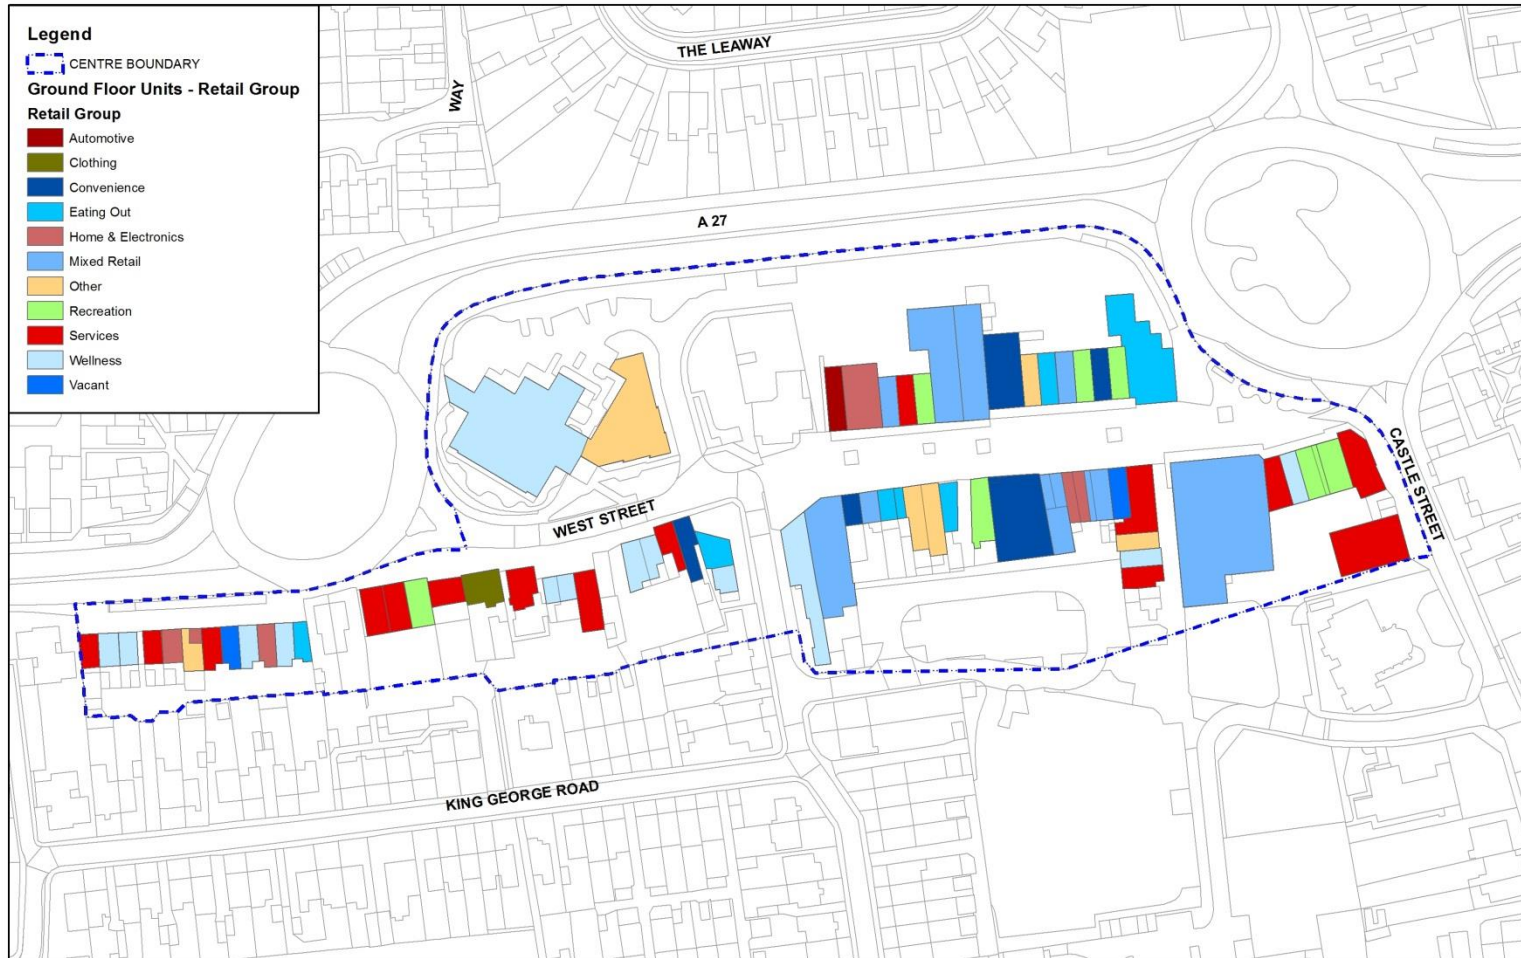 Legend
CENTRE BOUNDARY
Ground Floor Units - Retail Group
Retail Group
Automotive
Clothing
Convenience
Eating Out
Home & Electronics
Mixed Retail
Other
Recreation
Services
Wellness
Vacant
THE LEAWAY
WAY
A 27
WEST STREET
CASTLE STREET
KING GEORGE ROAD